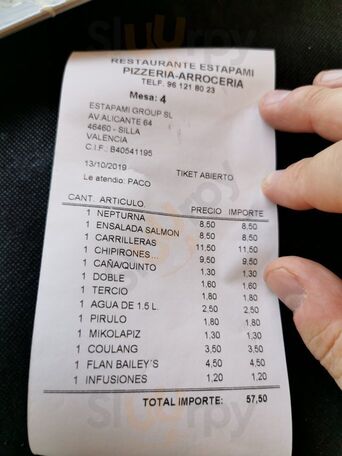 RESTAURANTE ESTAPAMI
PIZZERIA-ARROCERIA
TELF. 96 121 80 23
Mesa: 4
ESTAPAMI GROUP SL
AV.ALICANTE 64
46460 - SILLA
VALENCIA
C.I.F.: B40541195
13/10/2019 TIKET ABIERTO
Le atendio: PACO
CANT. ARTICULO. PRECIO IMPORTE
1 NEPTURNA 8,50 8,50
1 ENSALADA SALMON 8,50 8,50
1 CARRILLERAS 11,50 11,50
1 CHIPIRONES... 9,50 9,50
1 CAÑA/QUINTO 1,30 1,30
1 DOBLE 1,60 1,60
1 TERCIO 1,80 1,80
1 AGUA DE 1.5 L. 2,50 2,50
1 PIRULO 1,80 1,80
1 MIKOLAPIZ 1,30 1,30
1 COULANG 3,50 3,50
1 FLAN BAILEY'S 4,50 4,50
1 INFUSIONES 1,20 1,20
TOTAL IMPORTE: 57,50
Sluurpy
Sluurpy